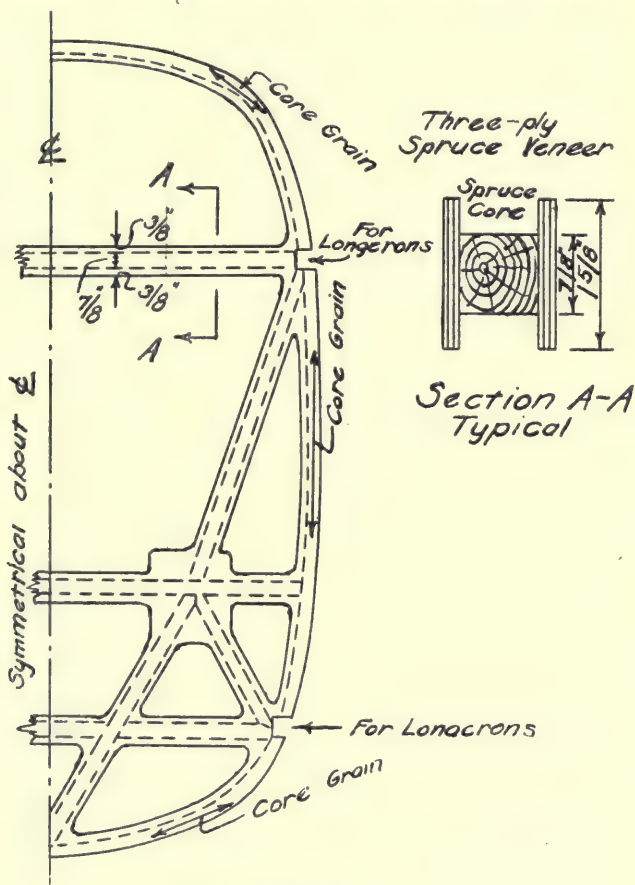 Core Grain
℄
Three-ply
Spruce Veneer
Spruce
Core
A
For
Longerons
3/8"
7/8"
3/8"
A
7/8"
1 5/8
Core Grain
Section A-A
Typical
Symmetrical about ℄
For Lonacrons
Core Grain